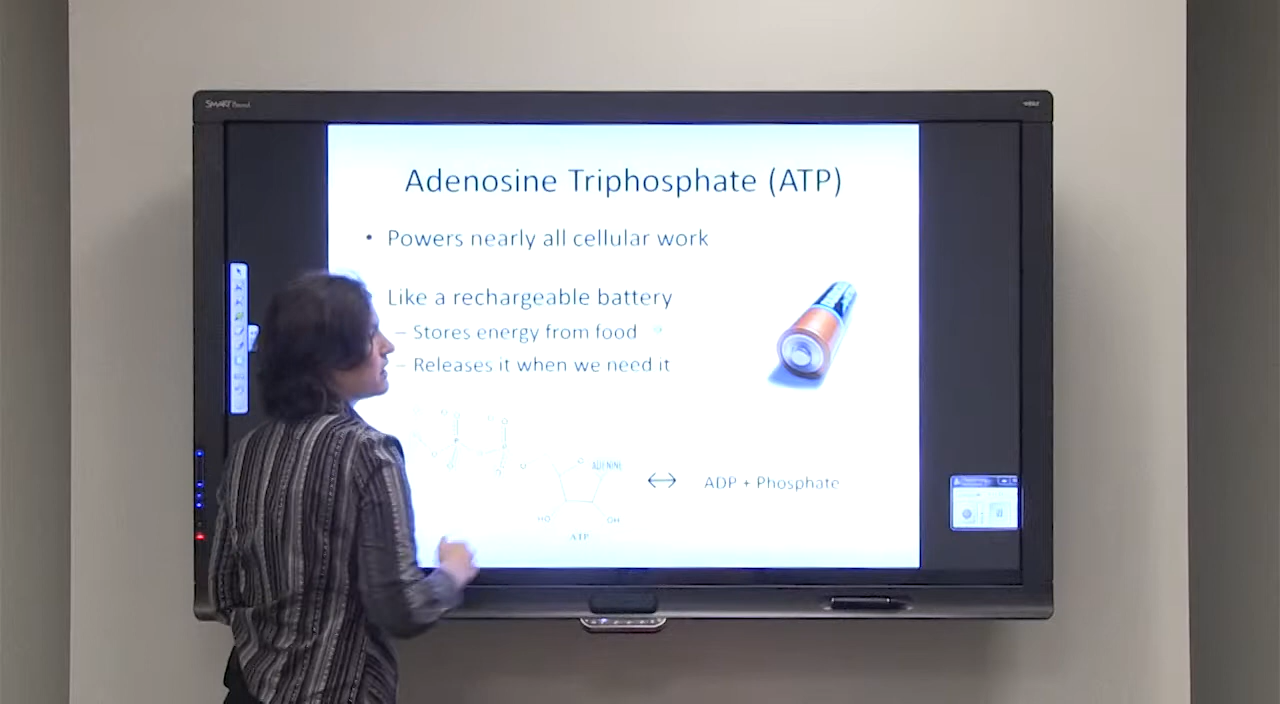 SMART Board
Adenosine Triphosphate (ATP)
• Powers nearly all cellular work
Like a rechargeable battery
– Stores energy from food
– Releases it when we need it
O
O
O
O
O
ADENINE
↔ ADP + Phosphate
HO
OH
ATP